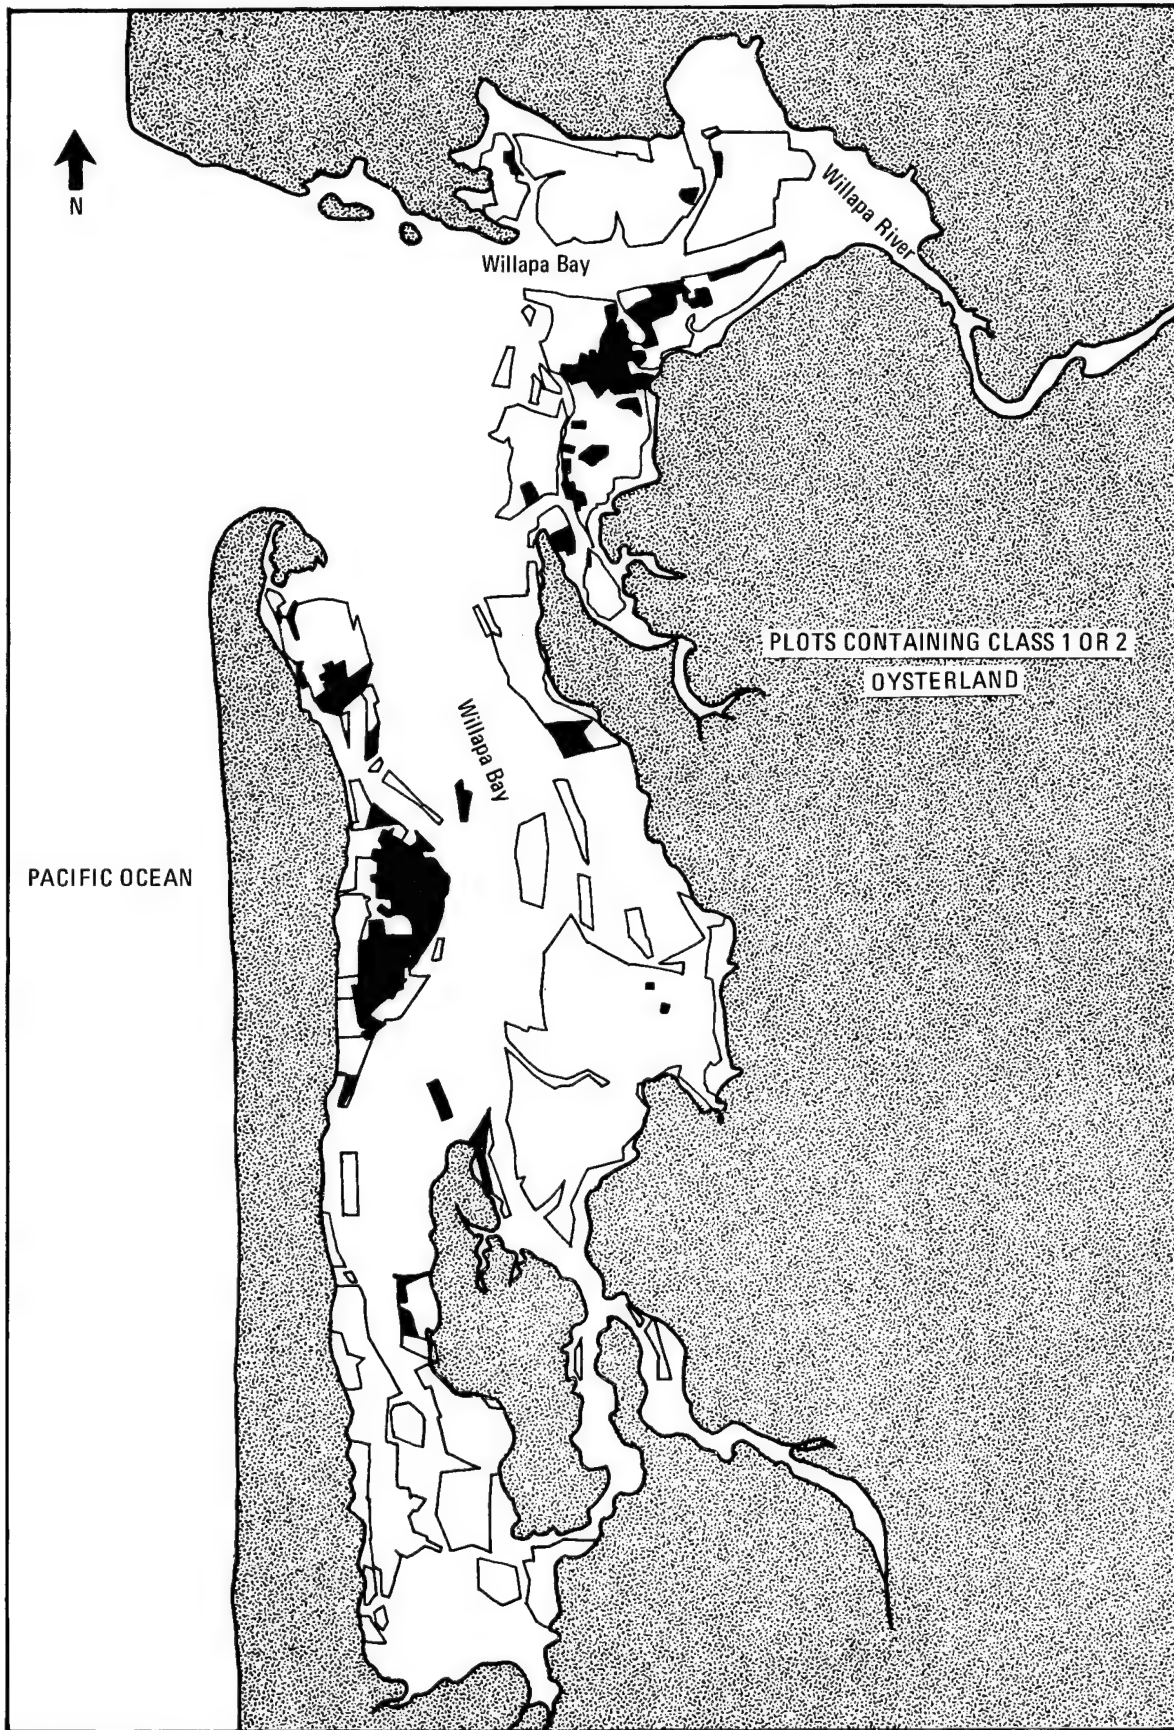 N
Willapa Bay
Willapa River
PLOTS CONTAINING CLASS 1 OR 2
OYSTERLAND
Willapa Bay
PACIFIC OCEAN